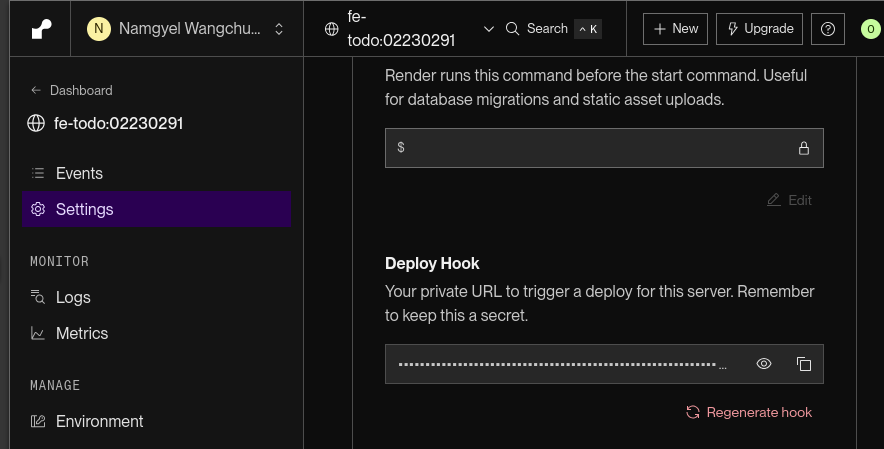 N Namgyel Wangchu...
fe-
todo:02230291
Search ^ K
+ New
Upgrade
O
← Dashboard
fe-todo:02230291
Events
Settings
MONITOR
Logs
Metrics
MANAGE
Environment
Render runs this command before the start command. Useful
for database migrations and static asset uploads.
$
Edit
Deploy Hook
Your private URL to trigger a deploy for this server. Remember
to keep this a secret.
Regenerate hook